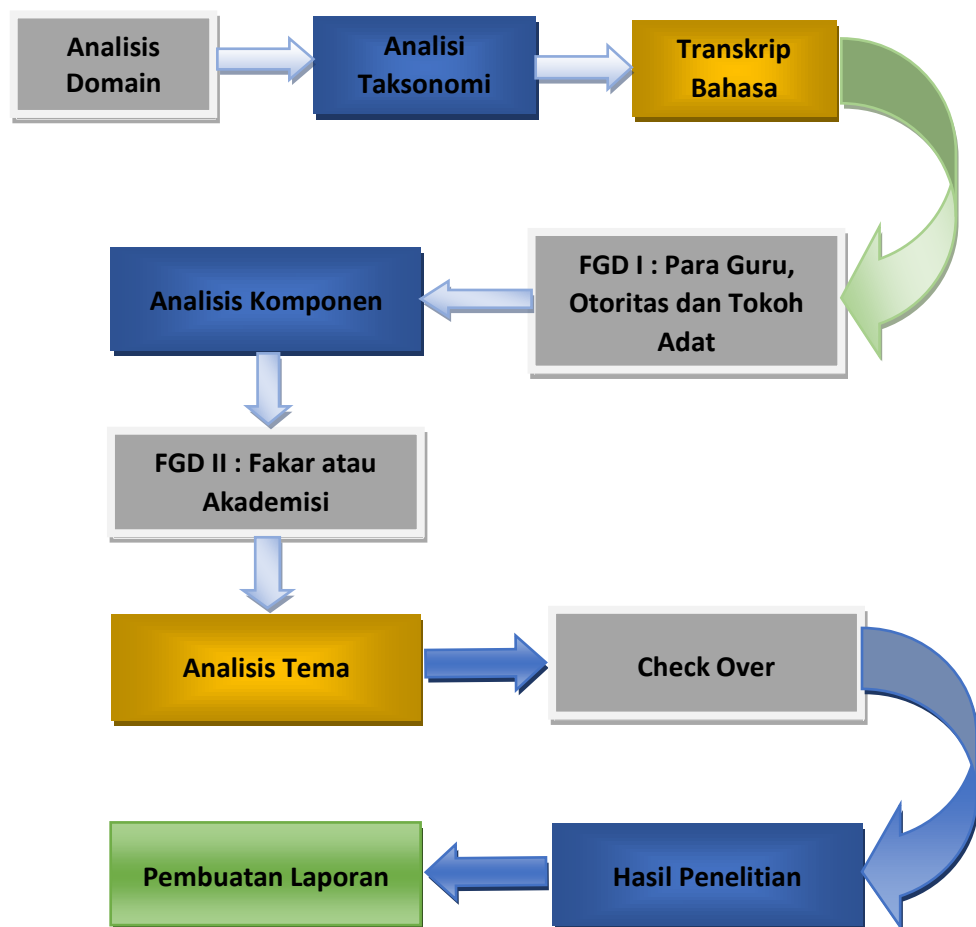 Analisis
Domain
Analisi
Taksonomi
Transkrip
Bahasa
FGD I : Para Guru,
Otoritas dan Tokoh
Adat
Analisis Komponen
FGD II : Fakar atau
Akademisi
Analisis Tema
Check Over
Hasil Penelitian
Pembuatan Laporan